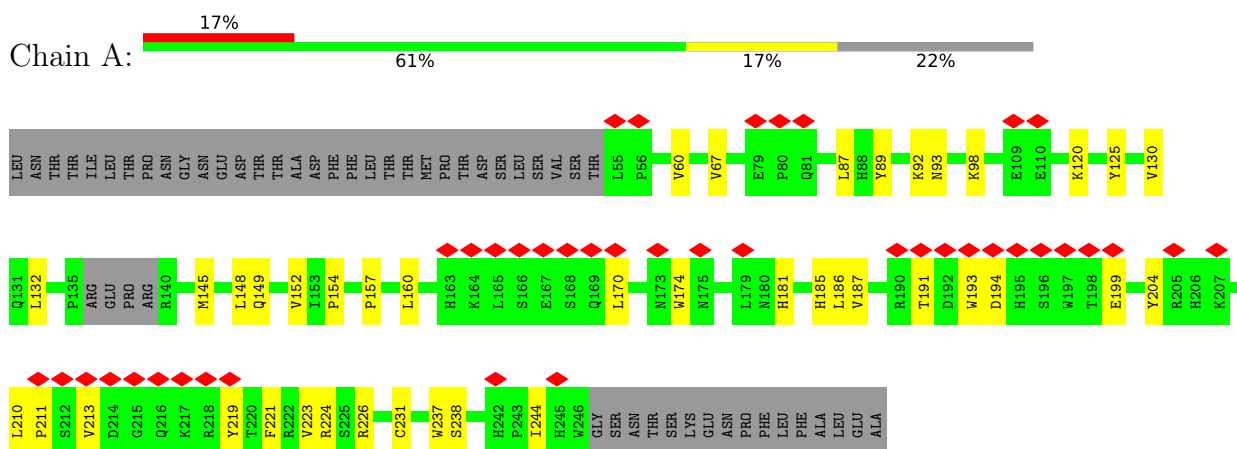 17%
Chain A:
61% 17% 22%
LEU ASN THR THR ILE LEU THR PRO ASN GLY ASN GLU ASP THR THR ALA ASP PHE PHE LEU THR THR MET PRO THR ASP SER LEU SER VAL SER THR L55 P56 V60 V67 E79 P80 Q81 L87 H88 Y89 K92 N93 K98 E109 E110 K120 Y125 V130
Q131 L132 P135 ARG GLU PRO ARG R140 M145 L148 Q149 V152 I153 P154 P157 L160 H163 K164 L165 S166 E167 S168 Q169 L170 N173 W174 N175 L179 N180 H181 H185 L186 V187 R190 T191 D192 W193 D194 H195 S196 W197 T198 E199 Y204 R205 H206 K207
L210 P211 S212 V213 D214 G215 Q216 K217 R218 Y219 T220 F221 R222 V223 R224 S225 R226 C231 W237 S238 H242 P243 I244 H245 W246 GLY SER ASN THR SER LYS GLU ASN PRO PHE LEU PHE ALA LEU GLU ALA